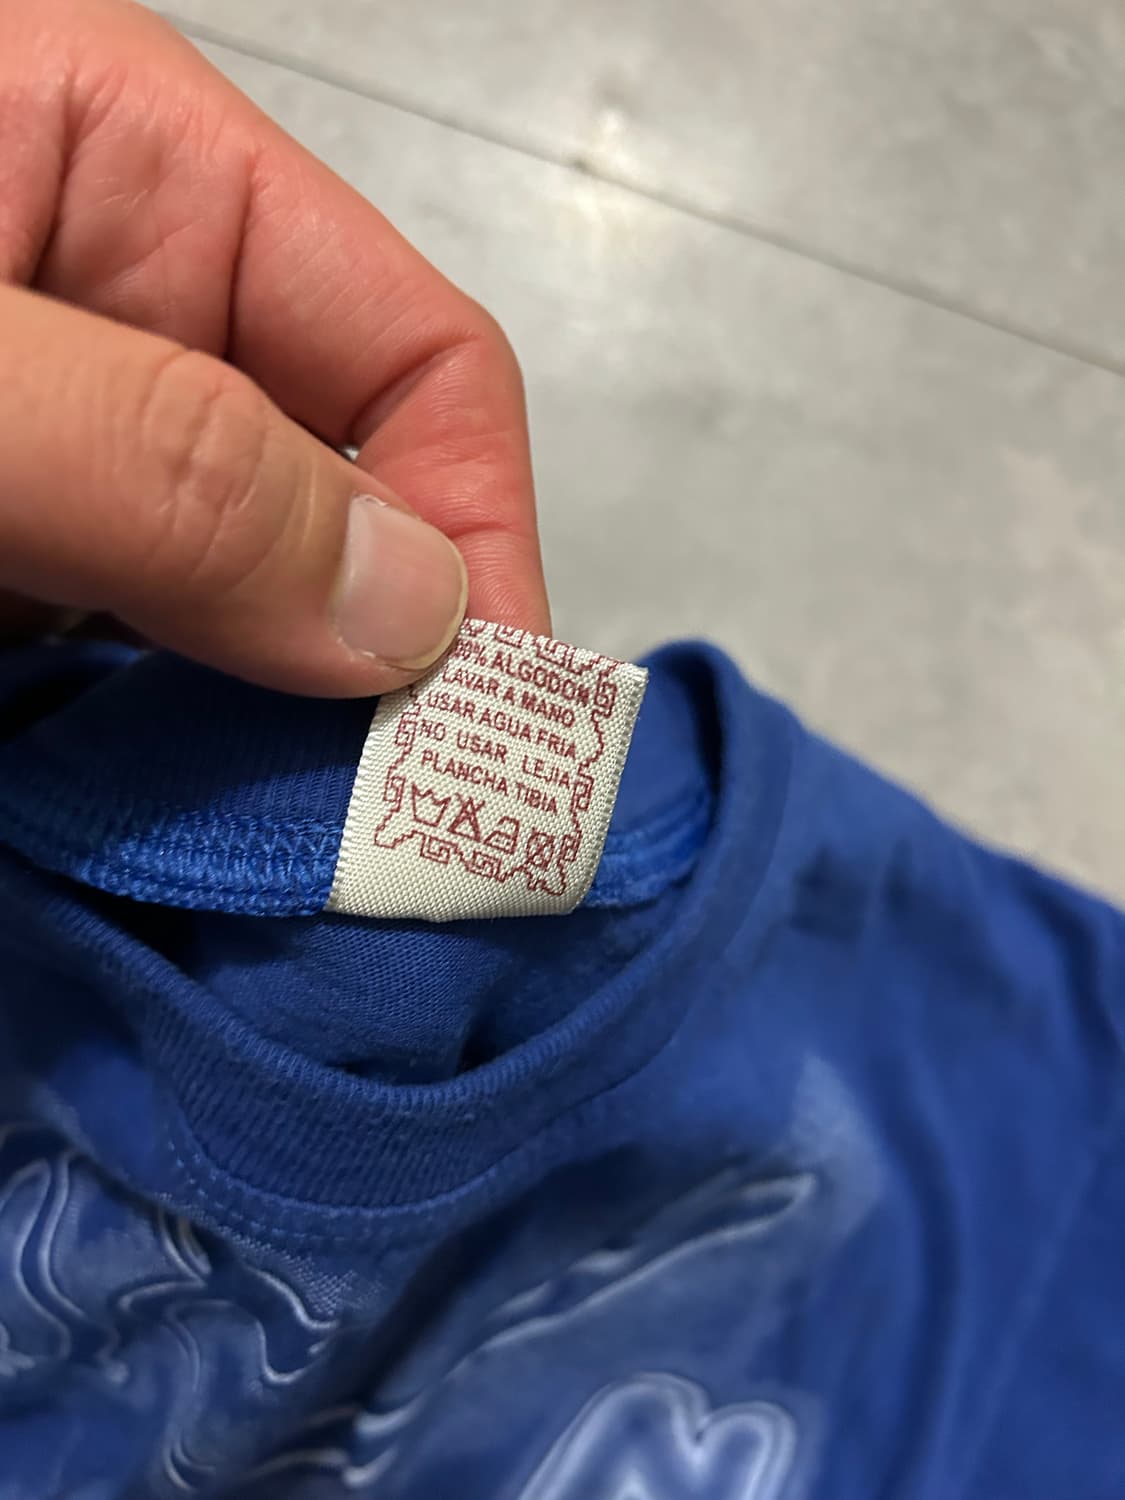 ALGODON
LAVAR A MANO
USAR AGUA FRIA
NO USAR LEJIA
PLANCHA TIBIA